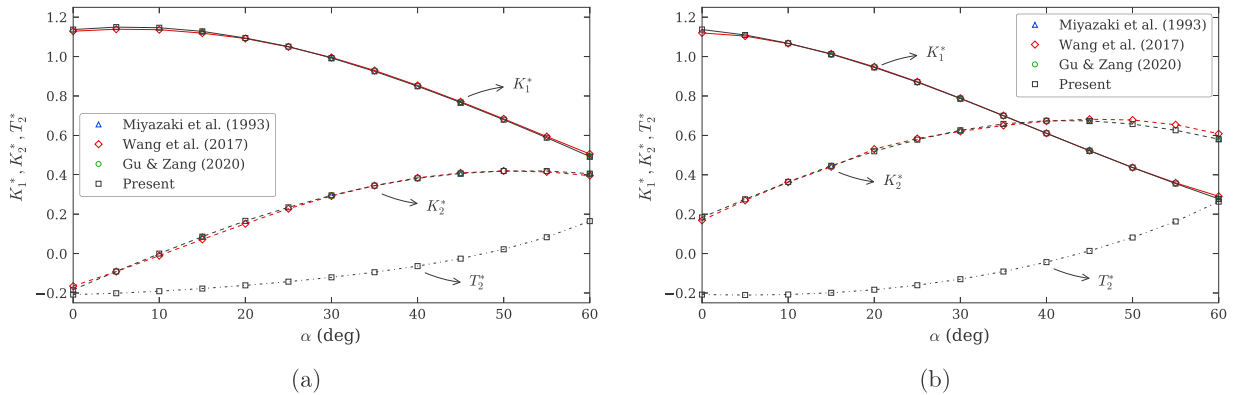 K₁*, K₂*, T₂*
1.2
1.0
0.8
0.6
0.4
0.2
0.0
−0.2
Miyazaki et al. (1993)
Wang et al. (2017)
Gu & Zang (2020)
Present
K₁*
K₂*
T₂*
0 10 20 30 40 50 60
α (deg)
(a)
K₁*, K₂*, T₂*
1.2
1.0
0.8
0.6
0.4
0.2
0.0
−0.2
Miyazaki et al. (1993)
Wang et al. (2017)
Gu & Zang (2020)
Present
K₁*
K₂*
T₂*
0 10 20 30 40 50 60
α (deg)
(b)